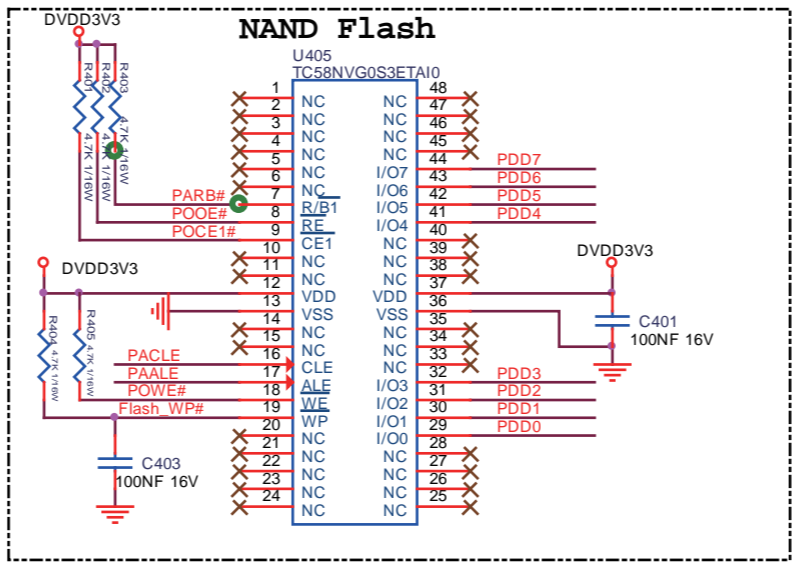 NAND Flash
DVDD3V3
U405
TC58NVG0S3ETAI0
R401
4.7K 1/16W
R402
4.7K 1/16W
R403
4.7K 1/16W
1 NC
2 NC
3 NC
4 NC
5 NC
6 NC
PARB# 7 R/B1
POOE# 8 RE
POCE1# 9 CE1
10 NC
11 NC
12 VDD
13 VSS
14 NC
15 NC
PACLE 16 CLE
PAALE 17 ALE
POWE# 18 WE
Flash_WP# 19 WP
20 NC
21 NC
22 NC
23 NC
24 NC
NC 48
NC 47
NC 46
NC 45
I/O7 44 PDD7
I/O6 43 PDD6
I/O5 42 PDD5
I/O4 41 PDD4
NC 40
NC 39
NC 38
VDD 37
VSS 36
NC 35
NC 34
NC 33
I/O3 32 PDD3
I/O2 31 PDD2
I/O1 30 PDD1
I/O0 29 PDD0
NC 28
NC 27
NC 26
NC 25
DVDD3V3
R404
4.7K 1/16W
R405
4.7K 1/16W
C403
100NF 16V
DVDD3V3
C401
100NF 16V